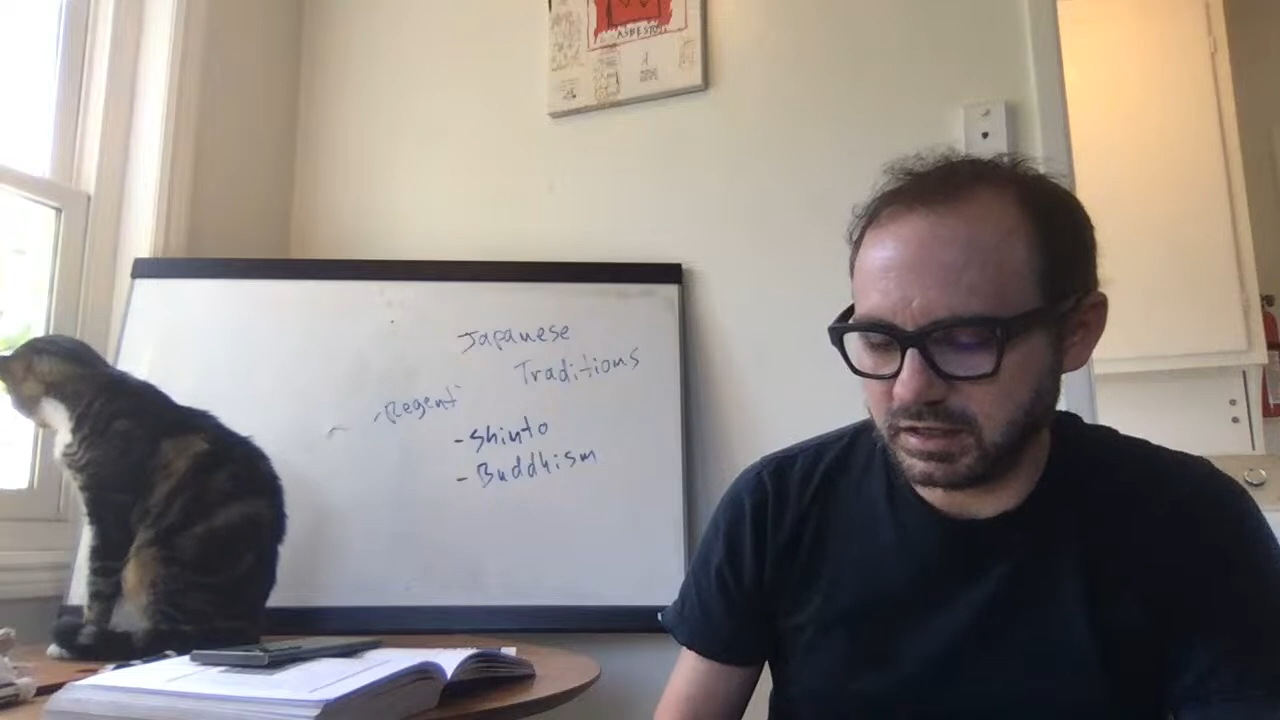 ASBESTOS
Japanese
Traditions
-Regent
-Shinto
-Buddhism